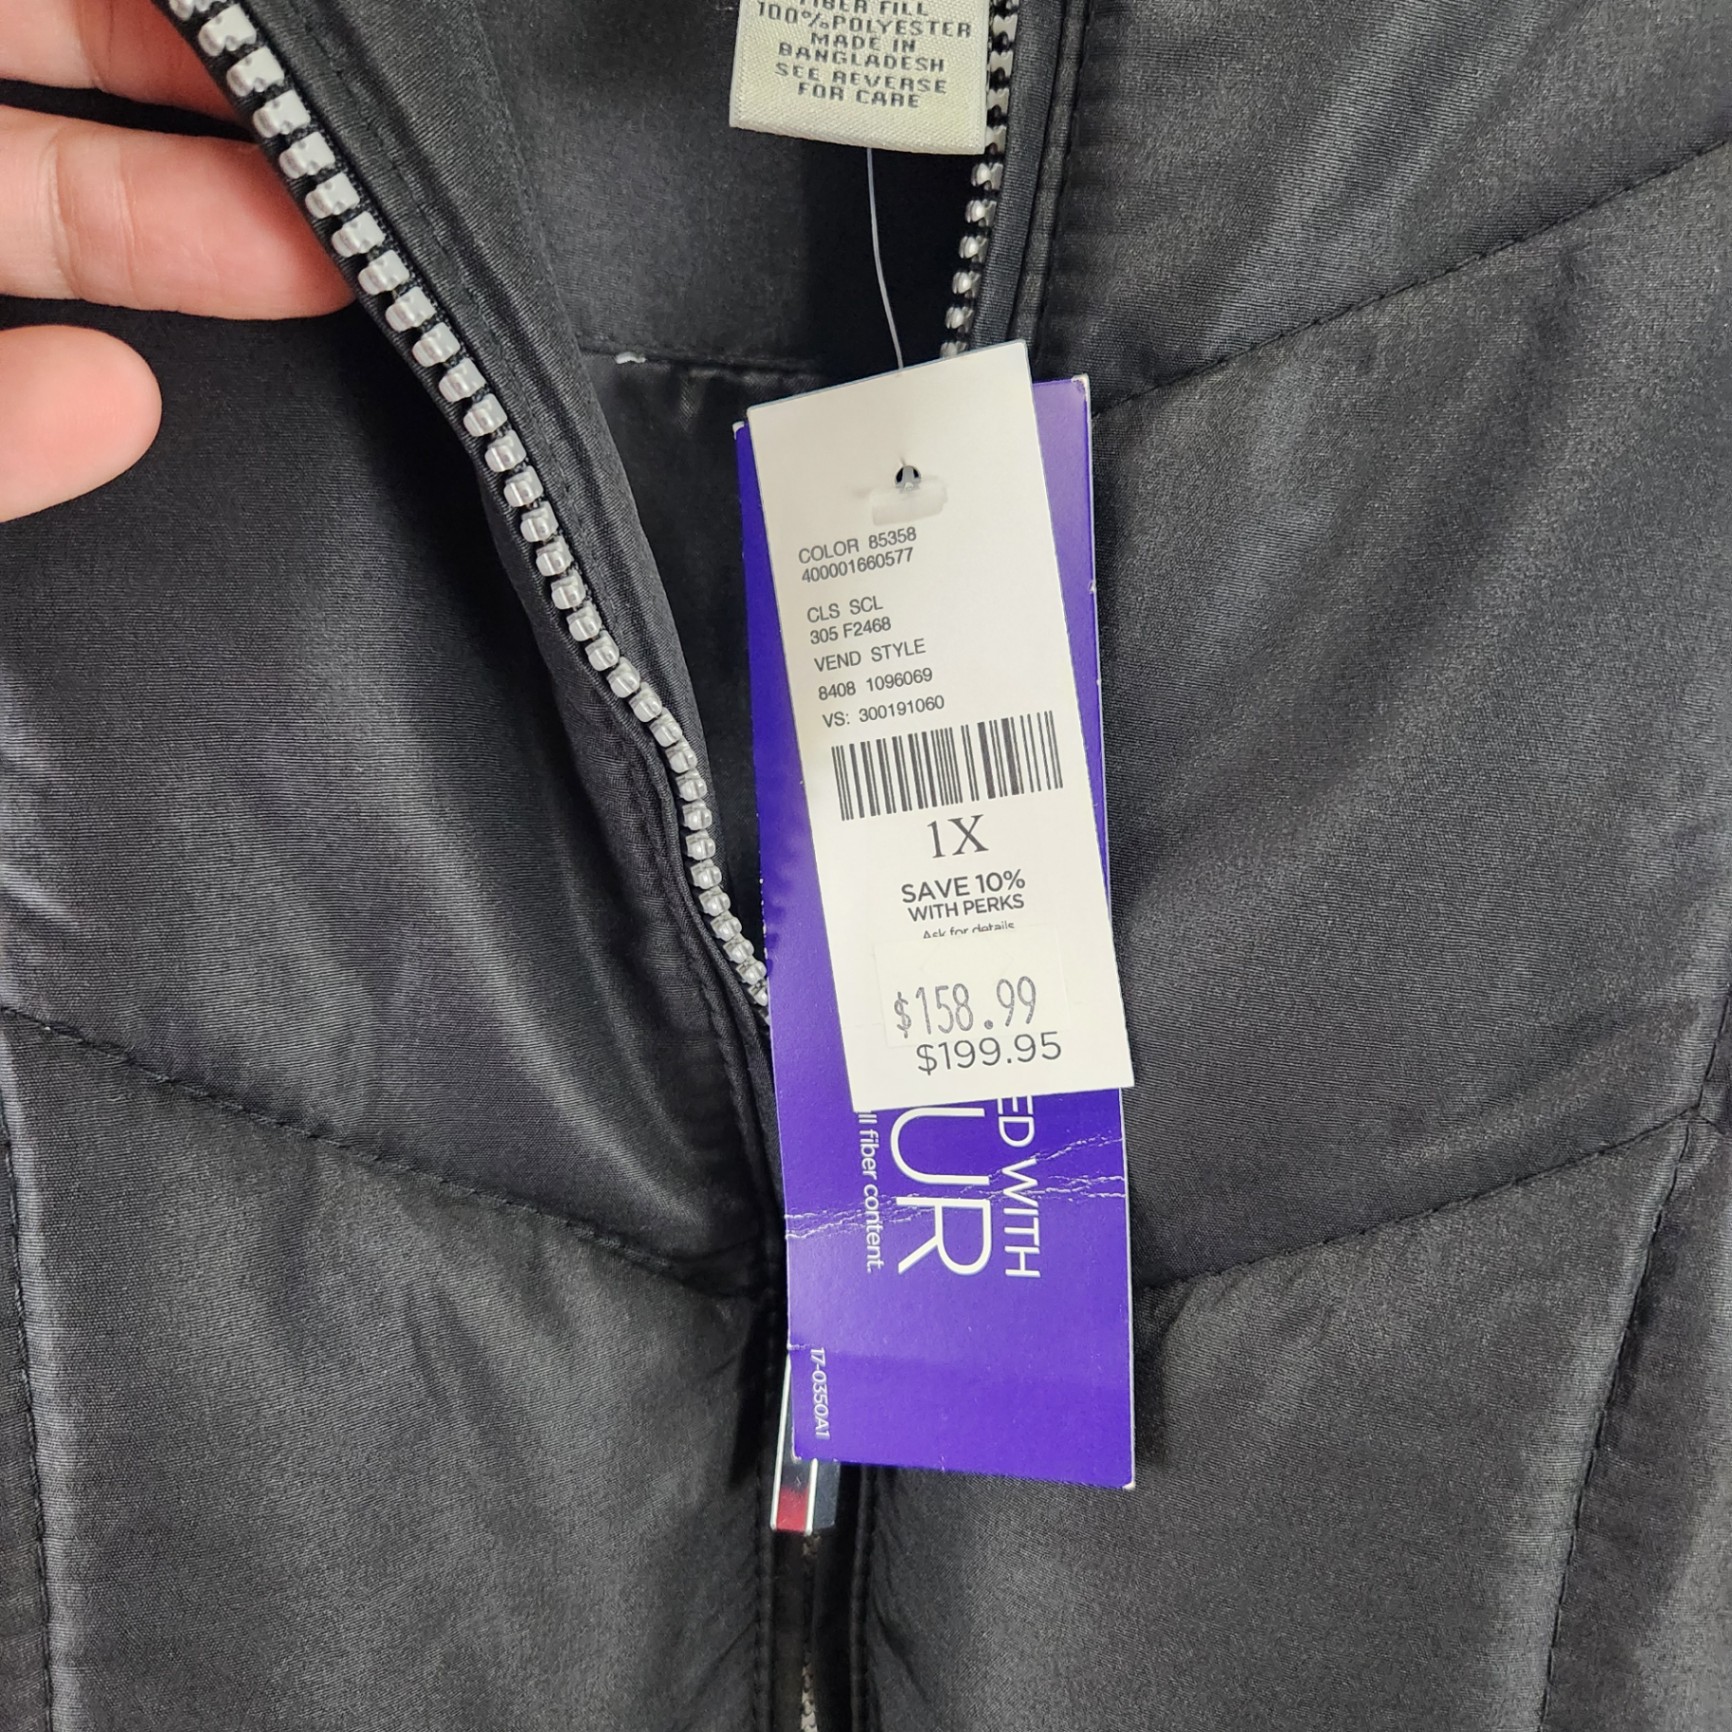 FIBER FILL
100% POLYESTER
MADE IN
BANGLADESH
SEE REVERSE
FOR CARE
COLOR 85358
400001660577
CLS SCL
305 F2468
VEND STYLE
8408 1096069
VS: 300191060
1X
SAVE 10%
WITH PERKS
Ask for details
$158.99
$199.95
ED WITH
UR
ll fiber content.
17-0350A1